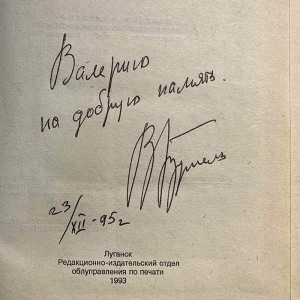 Валерию
на добрую память.
23/XII-95г
Луганск
Редакционно-издательский отдел
облуправления по печати
1993